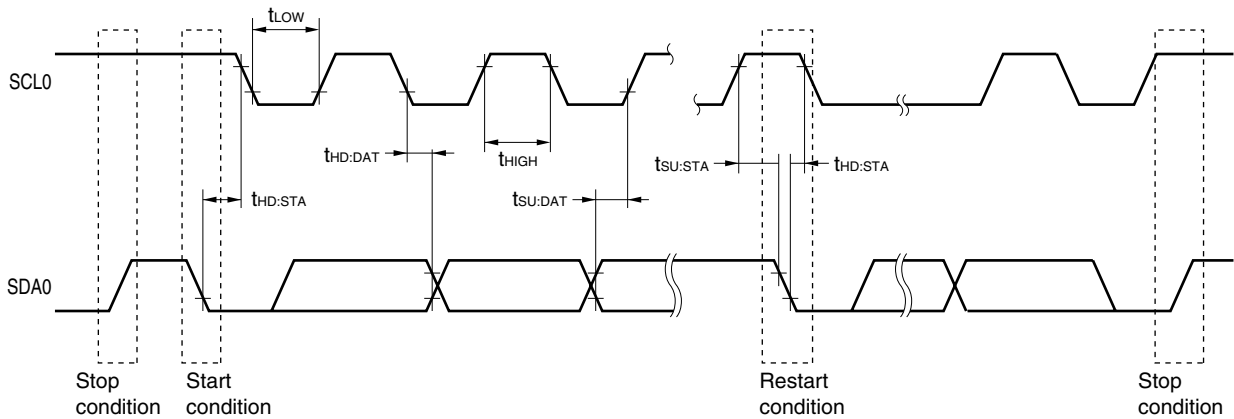 tLOW
SCL0
tHD:DAT
tHIGH
tSU:STA
tHD:STA
tHD:STA
tSU:DAT
SDA0
Stop
condition
Start
condition
Restart
condition
Stop
condition